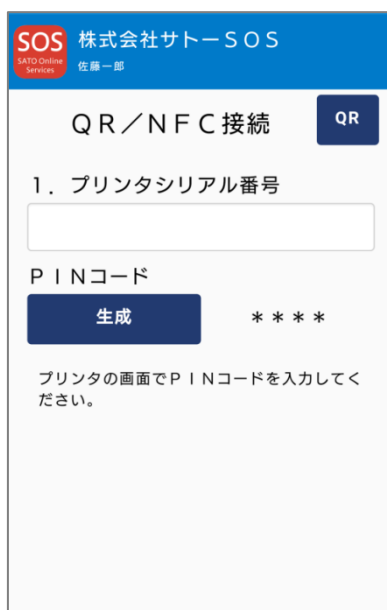 SOS
SATO Online
Services
株式会社サトーＳＯＳ
佐藤一郎
ＱＲ／ＮＦＣ接続
QR
１．プリンタシリアル番号
ＰＩＮコード
生成
＊＊＊＊
プリンタの画面でＰＩＮコードを入力してく
ださい。